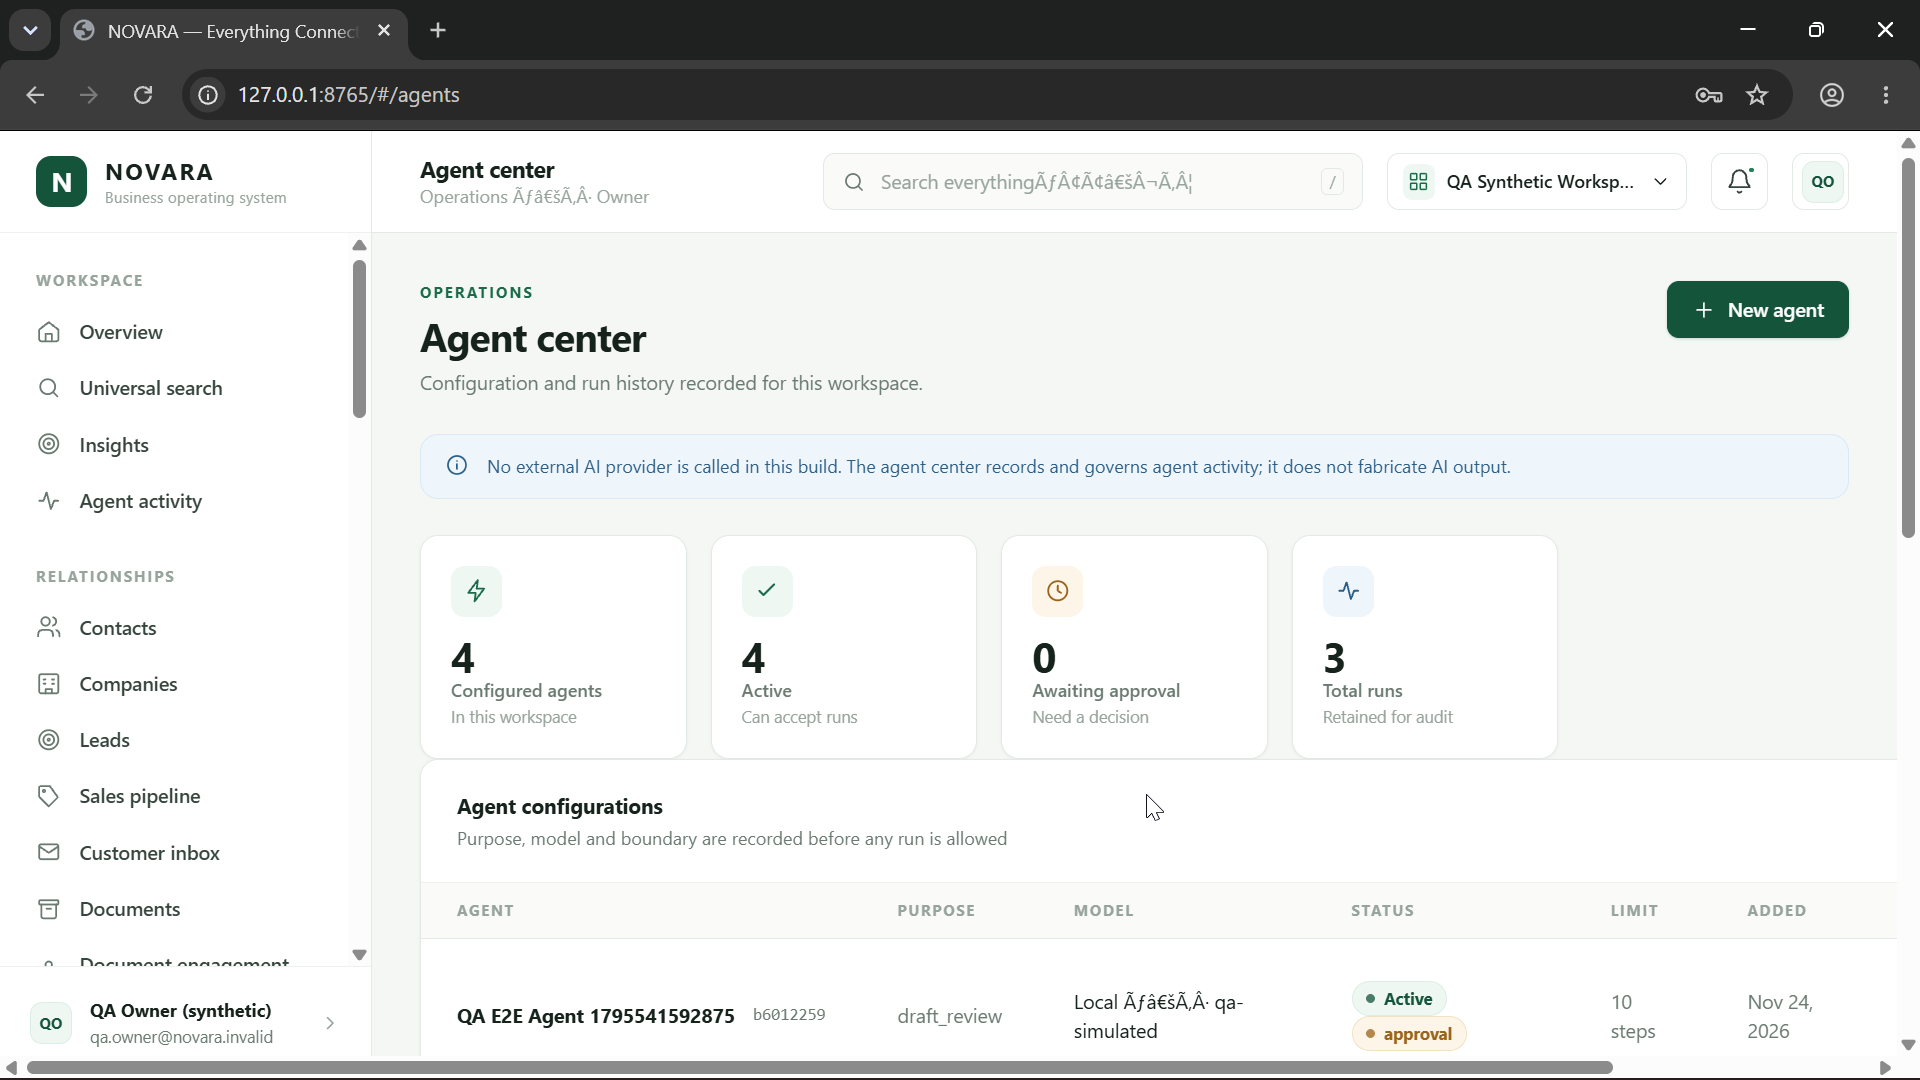 NOVARA — Everything Connect
127.0.0.1:8765/#/agents
N
NOVARA
Business operating system
Agent center
Operations Ãƒâ€šÃ‚Â· Owner
Search everythingÃƒÂ¢Ã¢â€šÂ¬Ã‚Â¦
/
QA Synthetic Worksp...
QO
WORKSPACE
Overview
Universal search
Insights
Agent activity
RELATIONSHIPS
Contacts
Companies
Leads
Sales pipeline
Customer inbox
Documents
Document engagement
QO
QA Owner (synthetic)
qa.owner@novara.invalid
OPERATIONS
Agent center
Configuration and run history recorded for this workspace.
New agent
No external AI provider is called in this build. The agent center records and governs agent activity; it does not fabricate AI output.
4
Configured agents
In this workspace
4
Active
Can accept runs
0
Awaiting approval
Need a decision
3
Total runs
Retained for audit
Agent configurations
Purpose, model and boundary are recorded before any run is allowed
AGENT PURPOSE MODEL STATUS LIMIT ADDED
QA E2E Agent 1795541592875 b6012259
draft_review
Local Ãƒâ€šÃ‚Â· qa-
simulated
Active
approval
10
steps
Nov 24,
2026